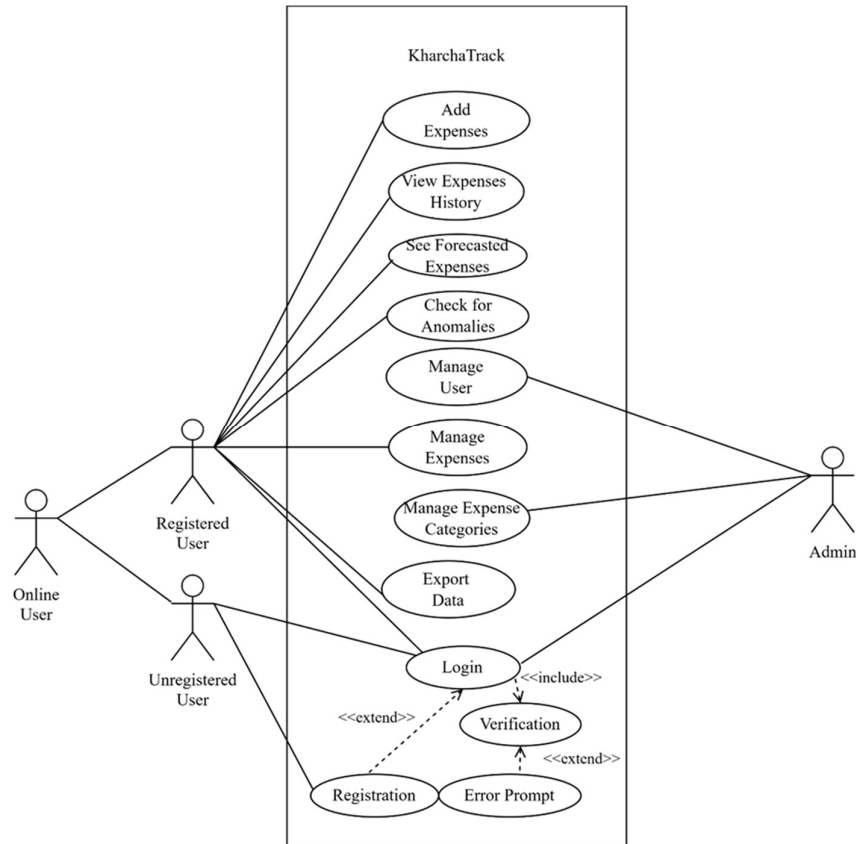 KharchaTrack
Add
Expenses
View Expenses
History
See Forecasted
Expenses
Check for
Anomalies
Manage
User
Manage
Expenses
Manage Expense
Categories
Export
Data
Login
<<include>>
<<extend>>
Verification
<<extend>>
Registration
Error Prompt
Online
User
Registered
User
Unregistered
User
Admin